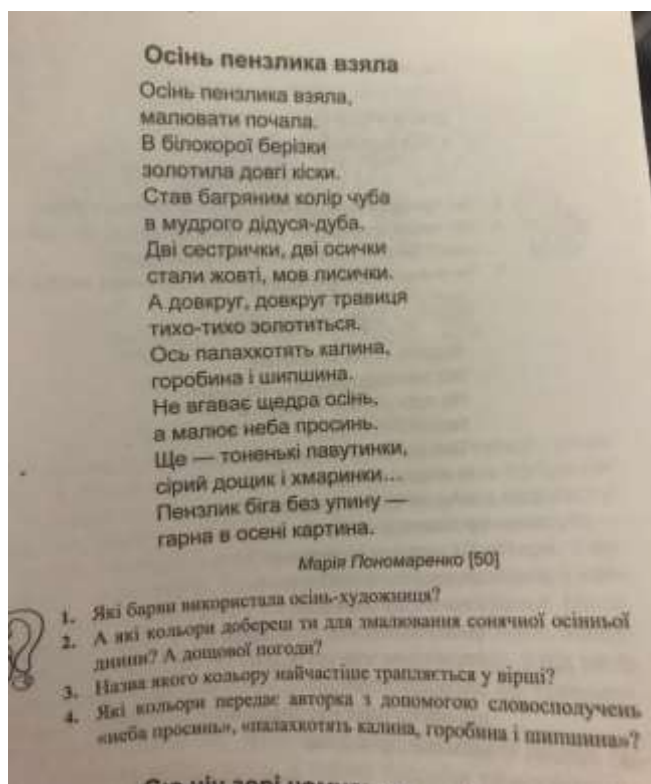 Осінь пензлика взяла
Осінь пензлика взяла,
малювати почала.
В білокорої берізки
золотила довгі кіски.
Став багряним колір чуба
в мудрого дідуся-дуба.
Дві сестрички, дві осички
стали жовті, мов лисички.
А довкруг, довкруг травиця
тихо-тихо золотиться.
Ось палахкотять калина,
горобина і шипшина.
Не вгаває щедра осінь,
а малює неба просинь.
Ще — тоненькі павутинки,
сірий дощик і хмаринки...
Пензлик біга без упину —
гарна в осені картина.
Марія Пономаренко [50]
1. Які барви використала осінь-художниця?
2. А які кольори добереш ти для змалювання сонячної осінньої
днини? А дощової погоди?
3. Назва якого кольору найчастіше трапляється у вірші?
4. Які кольори передає авторка з допомогою словосполучень
«неба просинь», «палахкотять калина, горобина і шипшина»?